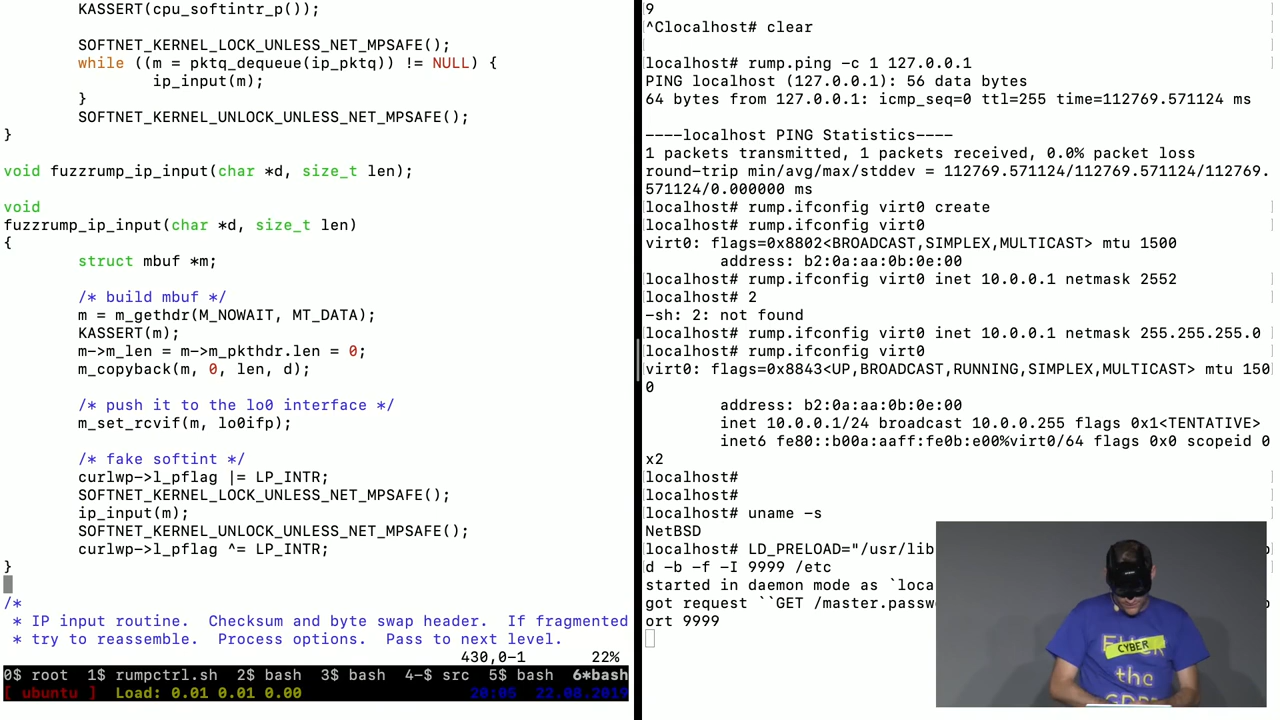 KASSERT(cpu_softintr_p());
SOFTNET_KERNEL_LOCK_UNLESS_NET_MPSAFE();
while ((m = pktq_dequeue(ip_pktq)) != NULL) {
ip_input(m);
}
SOFTNET_KERNEL_UNLOCK_UNLESS_NET_MPSAFE();
}
void fuzzrump_ip_input(char *d, size_t len);
void
fuzzrump_ip_input(char *d, size_t len)
{
struct mbuf *m;
/* build mbuf */
m = m_gethdr(M_NOWAIT, MT_DATA);
KASSERT(m);
m->m_len = m->m_pkthdr.len = 0;
m_copyback(m, 0, len, d);
/* push it to the lo0 interface */
m_set_rcvif(m, lo0ifp);
/* fake softint */
curlwp->l_pflag |= LP_INTR;
SOFTNET_KERNEL_LOCK_UNLESS_NET_MPSAFE();
ip_input(m);
SOFTNET_KERNEL_UNLOCK_UNLESS_NET_MPSAFE();
curlwp->l_pflag ^= LP_INTR;
}
/*
* IP input routine.  Checksum and byte swap header.  If fragmented
* try to reassemble.  Process options.  Pass to next level.
430,0-1 22%
0$ root  1$ rumpctrl.sh  2$ bash  3$ bash  4-$ src  5$ bash  6*bash
[ ubuntu ]  Load: 0.01 0.01 0.00 20:05  22.08.2019
9
^Clocalhost# clear
localhost# rump.ping -c 1 127.0.0.1
PING localhost (127.0.0.1): 56 data bytes
64 bytes from 127.0.0.1: icmp_seq=0 ttl=255 time=112769.571124 ms
----localhost PING Statistics----
1 packets transmitted, 1 packets received, 0.0% packet loss
round-trip min/avg/max/stddev = 112769.571124/112769.571124/112769.
571124/0.000000 ms
localhost# rump.ifconfig virt0 create
localhost# rump.ifconfig virt0
virt0: flags=0x8802<BROADCAST,SIMPLEX,MULTICAST> mtu 1500
address: b2:0a:aa:0b:0e:00
localhost# rump.ifconfig virt0 inet 10.0.0.1 netmask 2552
localhost# 2
-sh: 2: not found
localhost# rump.ifconfig virt0 inet 10.0.0.1 netmask 255.255.255.0
localhost# rump.ifconfig virt0
virt0: flags=0x8843<UP,BROADCAST,RUNNING,SIMPLEX,MULTICAST> mtu 150
0
address: b2:0a:aa:0b:0e:00
inet 10.0.0.1/24 broadcast 10.0.0.255 flags 0x1<TENTATIVE>
inet6 fe80::b00a:aaff:fe0b:e00%virt0/64 flags 0x0 scopeid 0
x2
localhost#
localhost#
localhost# uname -s
NetBSD
localhost# LD_PRELOAD="/usr/lib
d -b -f -I 9999 /etc
started in daemon mode as `loca
got request ``GET /master.passw
ort 9999
CYBER
the